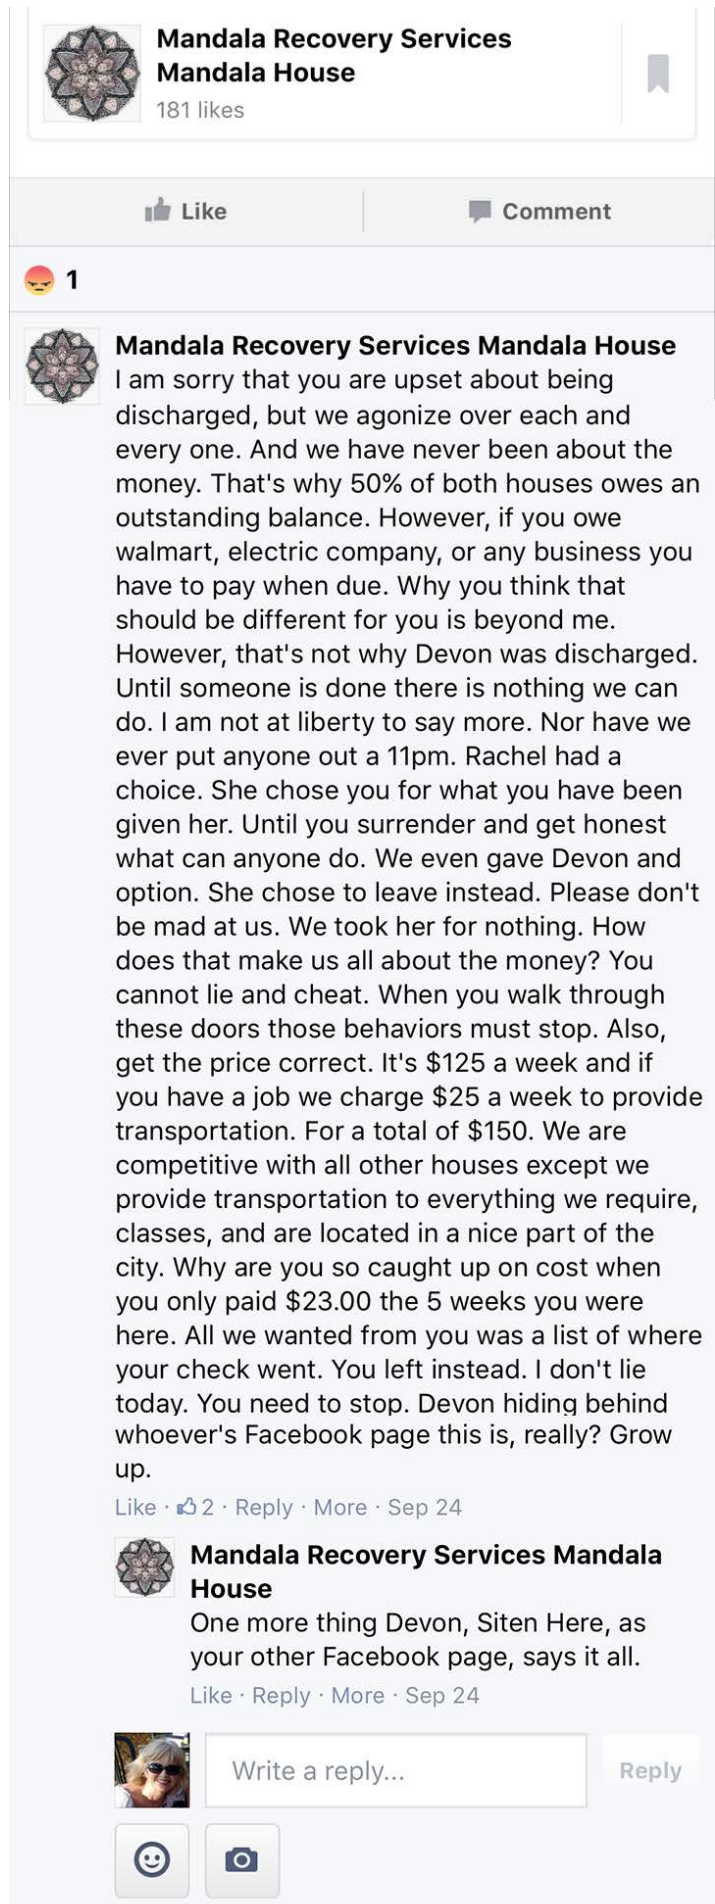 Mandala Recovery Services
Mandala House
181 likes
Like
Comment
1
Mandala Recovery Services Mandala House
I am sorry that you are upset about being
discharged, but we agonize over each and
every one. And we have never been about the
money. That's why 50% of both houses owes an
outstanding balance. However, if you owe
walmart, electric company, or any business you
have to pay when due. Why you think that
should be different for you is beyond me.
However, that's not why Devon was discharged.
Until someone is done there is nothing we can
do. I am not at liberty to say more. Nor have we
ever put anyone out a 11pm. Rachel had a
choice. She chose you for what you have been
given her. Until you surrender and get honest
what can anyone do. We even gave Devon and
option. She chose to leave instead. Please don't
be mad at us. We took her for nothing. How
does that make us all about the money? You
cannot lie and cheat. When you walk through
these doors those behaviors must stop. Also,
get the price correct. It's $125 a week and if
you have a job we charge $25 a week to provide
transportation. For a total of $150. We are
competitive with all other houses except we
provide transportation to everything we require,
classes, and are located in a nice part of the
city. Why are you so caught up on cost when
you only paid $23.00 the 5 weeks you were
here. All we wanted from you was a list of where
your check went. You left instead. I don't lie
today. You need to stop. Devon hiding behind
whoever's Facebook page this is, really? Grow
up.
Like · 2 · Reply · More · Sep 24
Mandala Recovery Services Mandala
House
One more thing Devon, Siten Here, as
your other Facebook page, says it all.
Like · Reply · More · Sep 24
Write a reply...
Reply